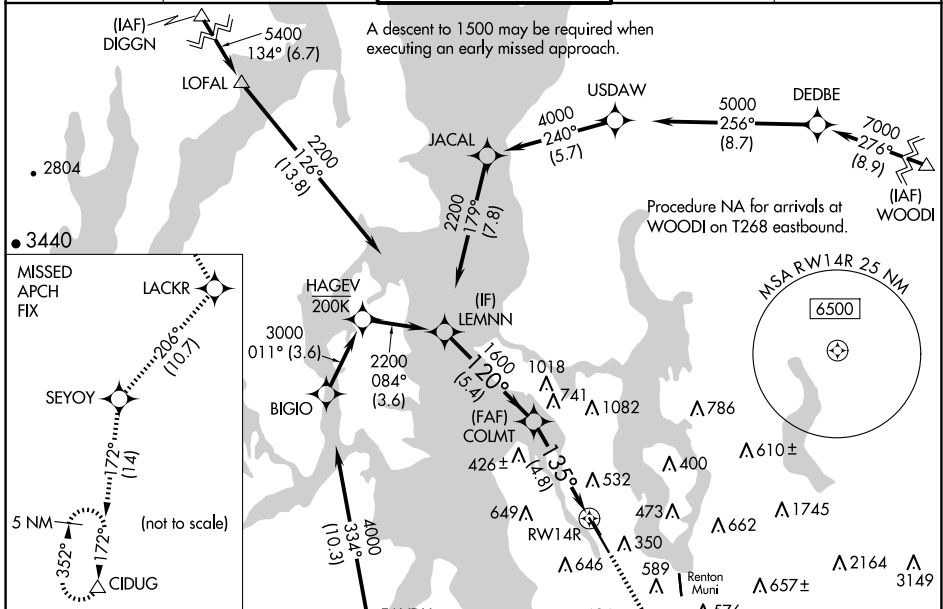 (IAF)
DIGGN
5400
134° (6.7)
A descent to 1500 may be required when
executing an early missed approach.
LOFAL
USDAW
DEDBE
4000
240°
(5.7)
5000
256°
(8.7)
7000
276°
(8.9)
JACAL
(IAF)
WOODI
2200
126°
(13.8)
2804
3440
2200
179°
(7.8)
Procedure NA for arrivals at
WOODI on T268 eastbound.
MISSED
APCH
FIX
LACKR
206°
(10.7)
SEYOY
172°
(14)
5 NM
(not to scale)
352°
172°
CIDUG
HAGEV
200K
(IF)
LEMNN
3000
011° (3.6)
2200
084°
(3.6)
BIGIO
1600
120°
(5.4)
MSA RW14R 25 NM
6500
1018
741
1082
786
(FAF)
COLMT
426±
135°
(4.8)
610±
400
532
649
473
1745
662
RW14R
350
4000
334°
(10.3)
646
589
Renton
Muni
657±
2164
3149
576